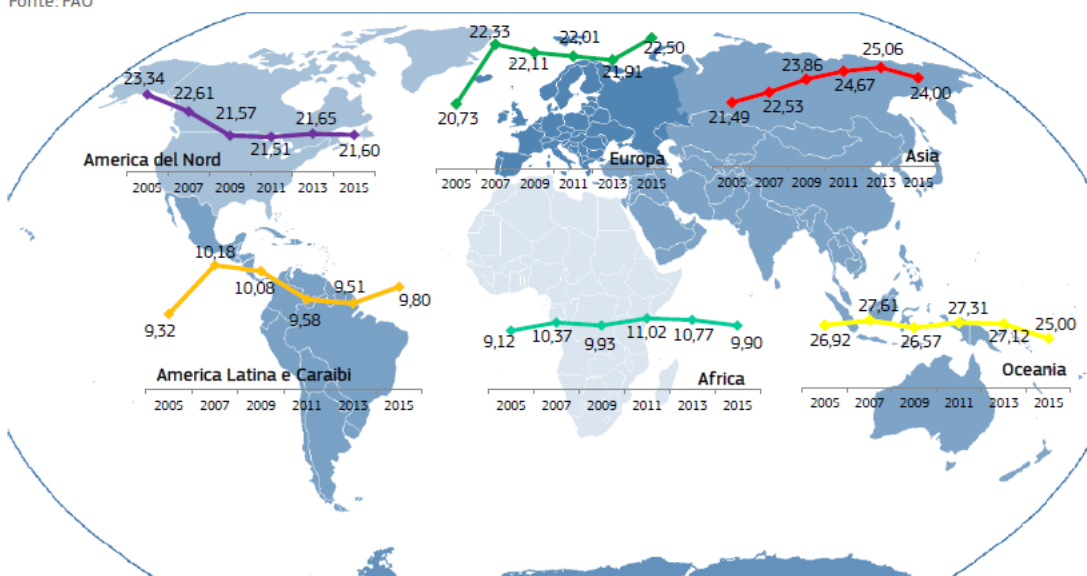 Fonte: FAO
23,34
22,61
21,57
21,51
21,65
21,60
America del Nord
2005 2007 2009 2011 2013 2015
20,73
22,33
22,11
22,01
21,91
22,50
Europa
2005 2007 2009 2011 2013 2015
21,49
22,53
23,86
24,67
25,06
24,00
Asia
2005 2007 2009 2011 2013 2015
9,32
10,18
10,08
9,58
9,51
9,80
America Latina e Caraibi
2005 2007 2009 2011 2013 2015
9,12
10,37
9,93
11,02
10,77
9,90
Africa
2005 2007 2009 2011 2013 2015
26,92
27,61
26,57
27,31
27,12
25,00
Oceania
2005 2007 2009 2011 2013 2015